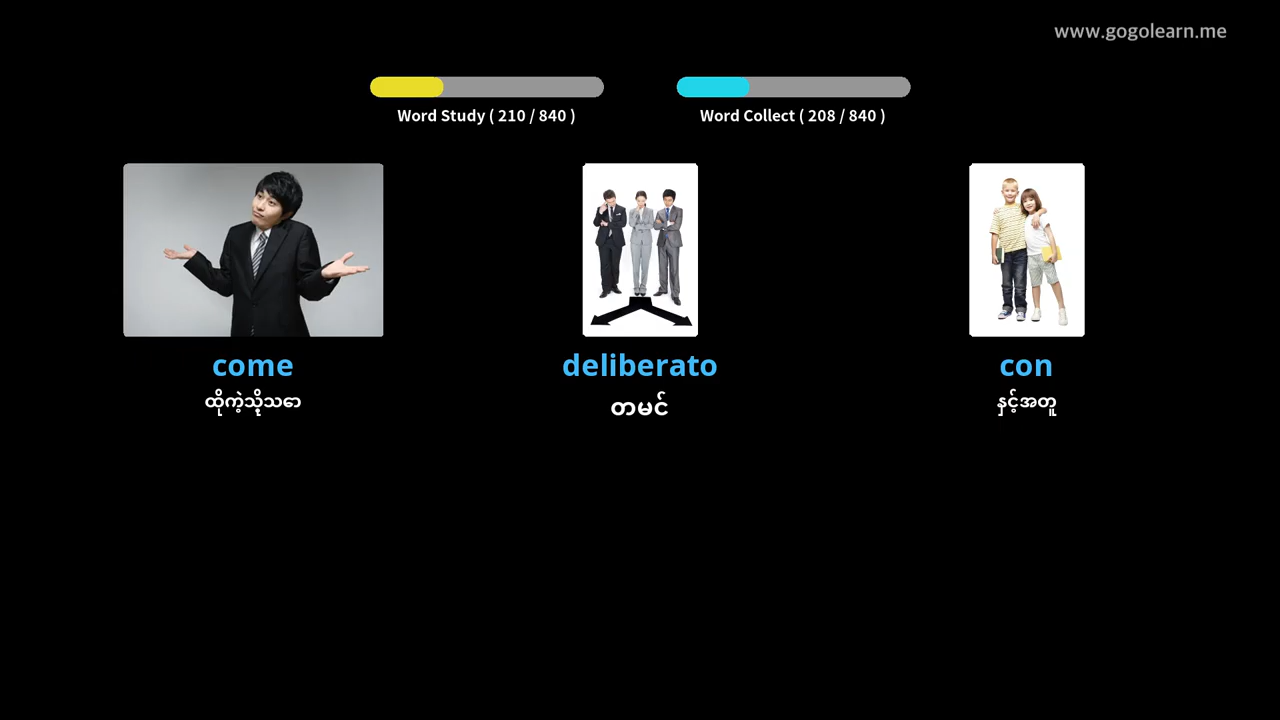 www.gogolearn.me
Word Study ( 210 / 840 )
Word Collect ( 208 / 840 )
come
deliberato
con
ထိုကဲ့သို့သော
တမင်
နှင့်အတူ